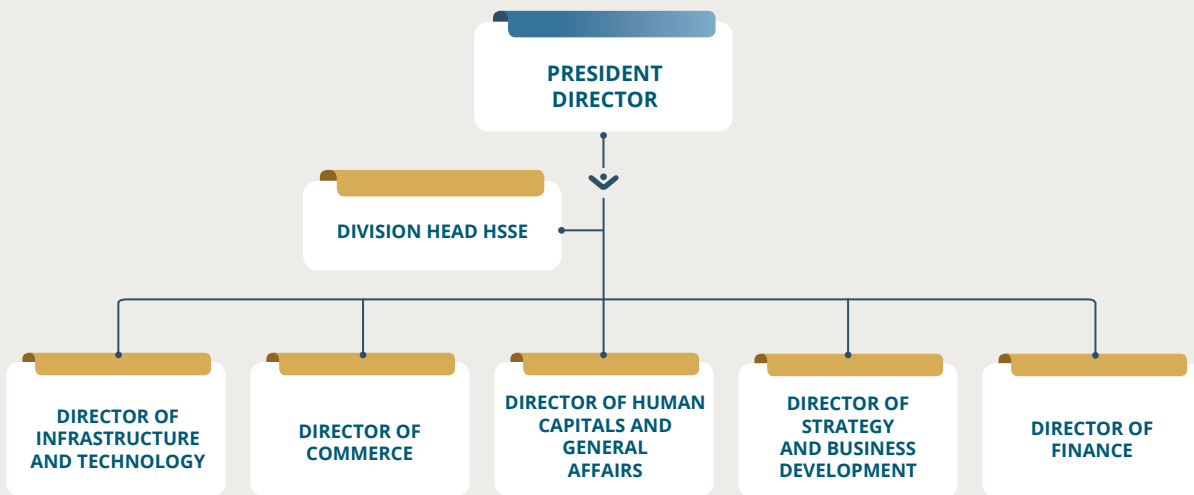 PRESIDENT
DIRECTOR
DIVISION HEAD HSSE
DIRECTOR OF
INFRASTRUCTURE
AND TECHNOLOGY
DIRECTOR OF
COMMERCE
DIRECTOR OF HUMAN
CAPITALS AND
GENERAL
AFFAIRS
DIRECTOR OF
STRATEGY
AND BUSINESS
DEVELOPMENT
DIRECTOR OF
FINANCE